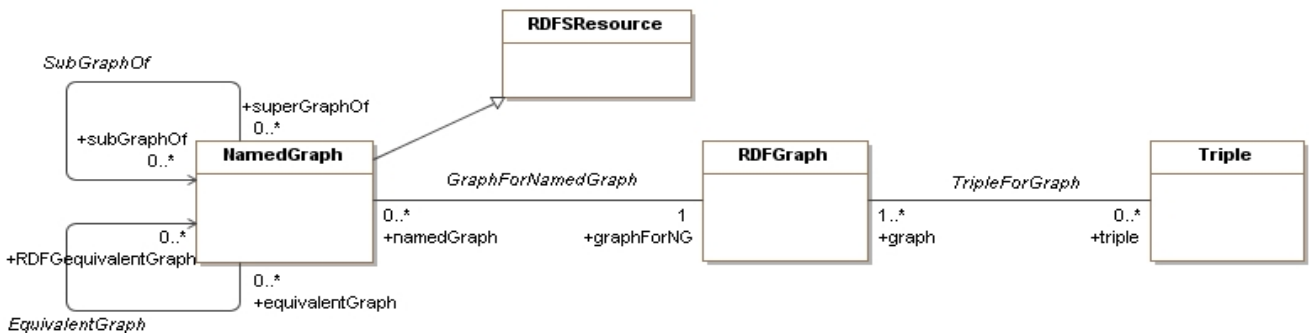 RDFSResource
SubGraphOf
+superGraphOf
0..*
+subGraphOf
0..*
NamedGraph
RDFGraph
Triple
GraphForNamedGraph
TripleForGraph
0..*
1
1..*
0..*
+namedGraph
+graphForNG
+graph
+triple
0..*
+RDFGequivalentGraph
0..*
+equivalentGraph
EquivalentGraph